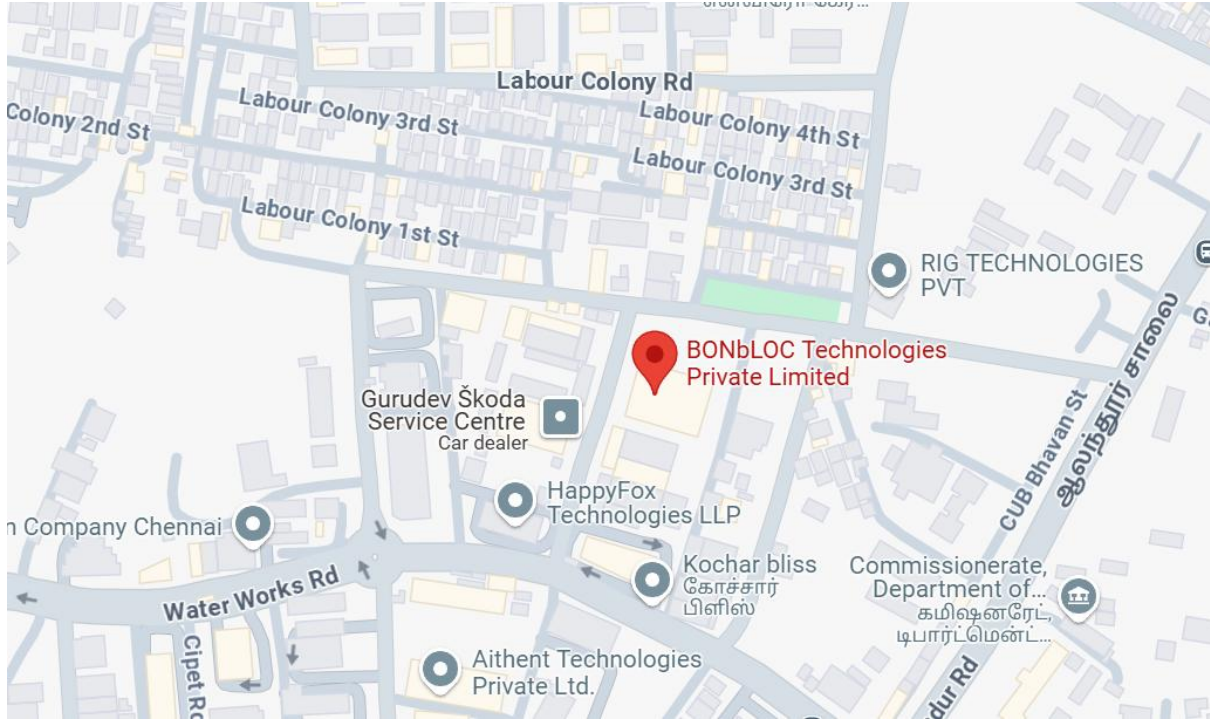 Labour Colony Rd
Labour Colony 3rd St
Labour Colony 4th St
Colony 2nd St
Labour Colony 3rd St
Labour Colony 1st St
RIG TECHNOLOGIES
PVT
ஆலந்தூர் சாலை
BONbLOC Technologies
Private Limited
Gurudev Škoda
Service Centre
Car dealer
CUB Bhavan St
HappyFox
Technologies LLP
n Company Chennai
Kochar bliss
கோச்சார்
பிளிஸ்
Commissionerate,
Department of...
கமிஷனரேட்,
டிபார்ட்மென்ட்...
Water Works Rd
Cipet Rd
Aithent Technologies
Private Ltd.
dur Rd